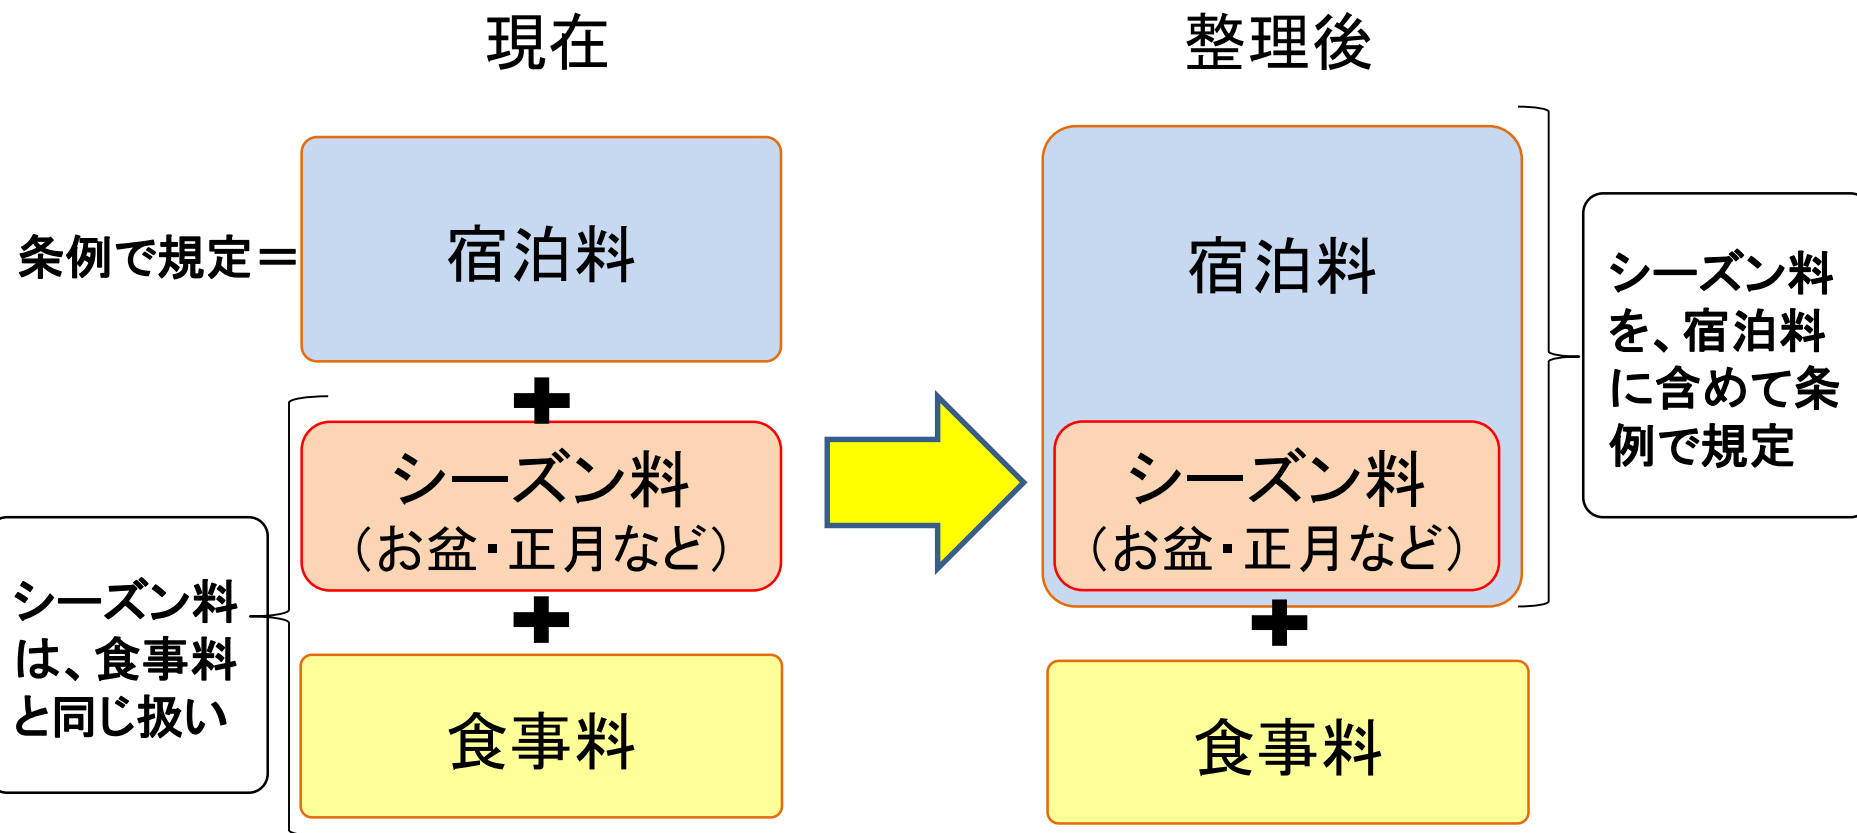 現在
条例で規定＝
宿泊料
シーズン料
（お盆・正月など）
シーズン料
は、食事料
と同じ扱い
食事料
整理後
宿泊料
シーズン料
（お盆・正月など）
シーズン料
を、宿泊料
に含めて条
例で規定
食事料